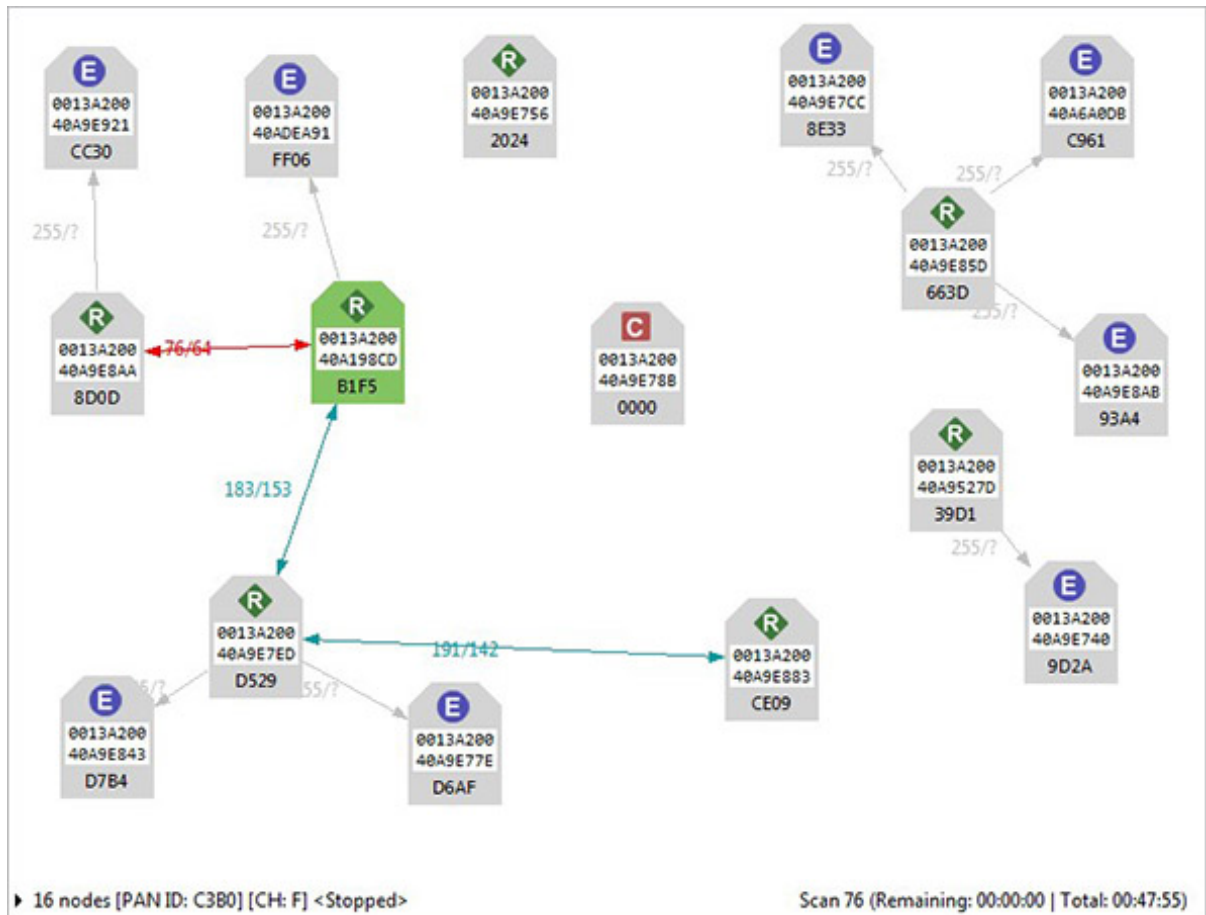 E
0013A200
40A9E921
CC30
E
0013A200
40ADEA91
FF06
R
0013A200
40A9E756
2024
E
0013A200
40A9E7CC
8E33
E
0013A200
40A6A0DB
C961
255/?
255/?
255/?
255/?
R
0013A200
40A9E85D
663D
255/?
R
0013A200
40A9E8AA
8D0D
76/64
R
0013A200
40A198CD
B1F5
C
0013A200
40A9E78B
0000
E
0013A200
40A9E8AB
93A4
R
0013A200
40A9527D
39D1
183/153
255/?
E
0013A200
40A9E740
9D2A
R
0013A200
40A9E7ED
D529
191/142
R
0013A200
40A9E883
CE09
E
0013A200
40A9E843
D7B4
E
0013A200
40A9E77E
D6AF
16 nodes [PAN ID: C3B0] [CH: F] <Stopped>
Scan 76 (Remaining: 00:00:00 | Total: 00:47:55)